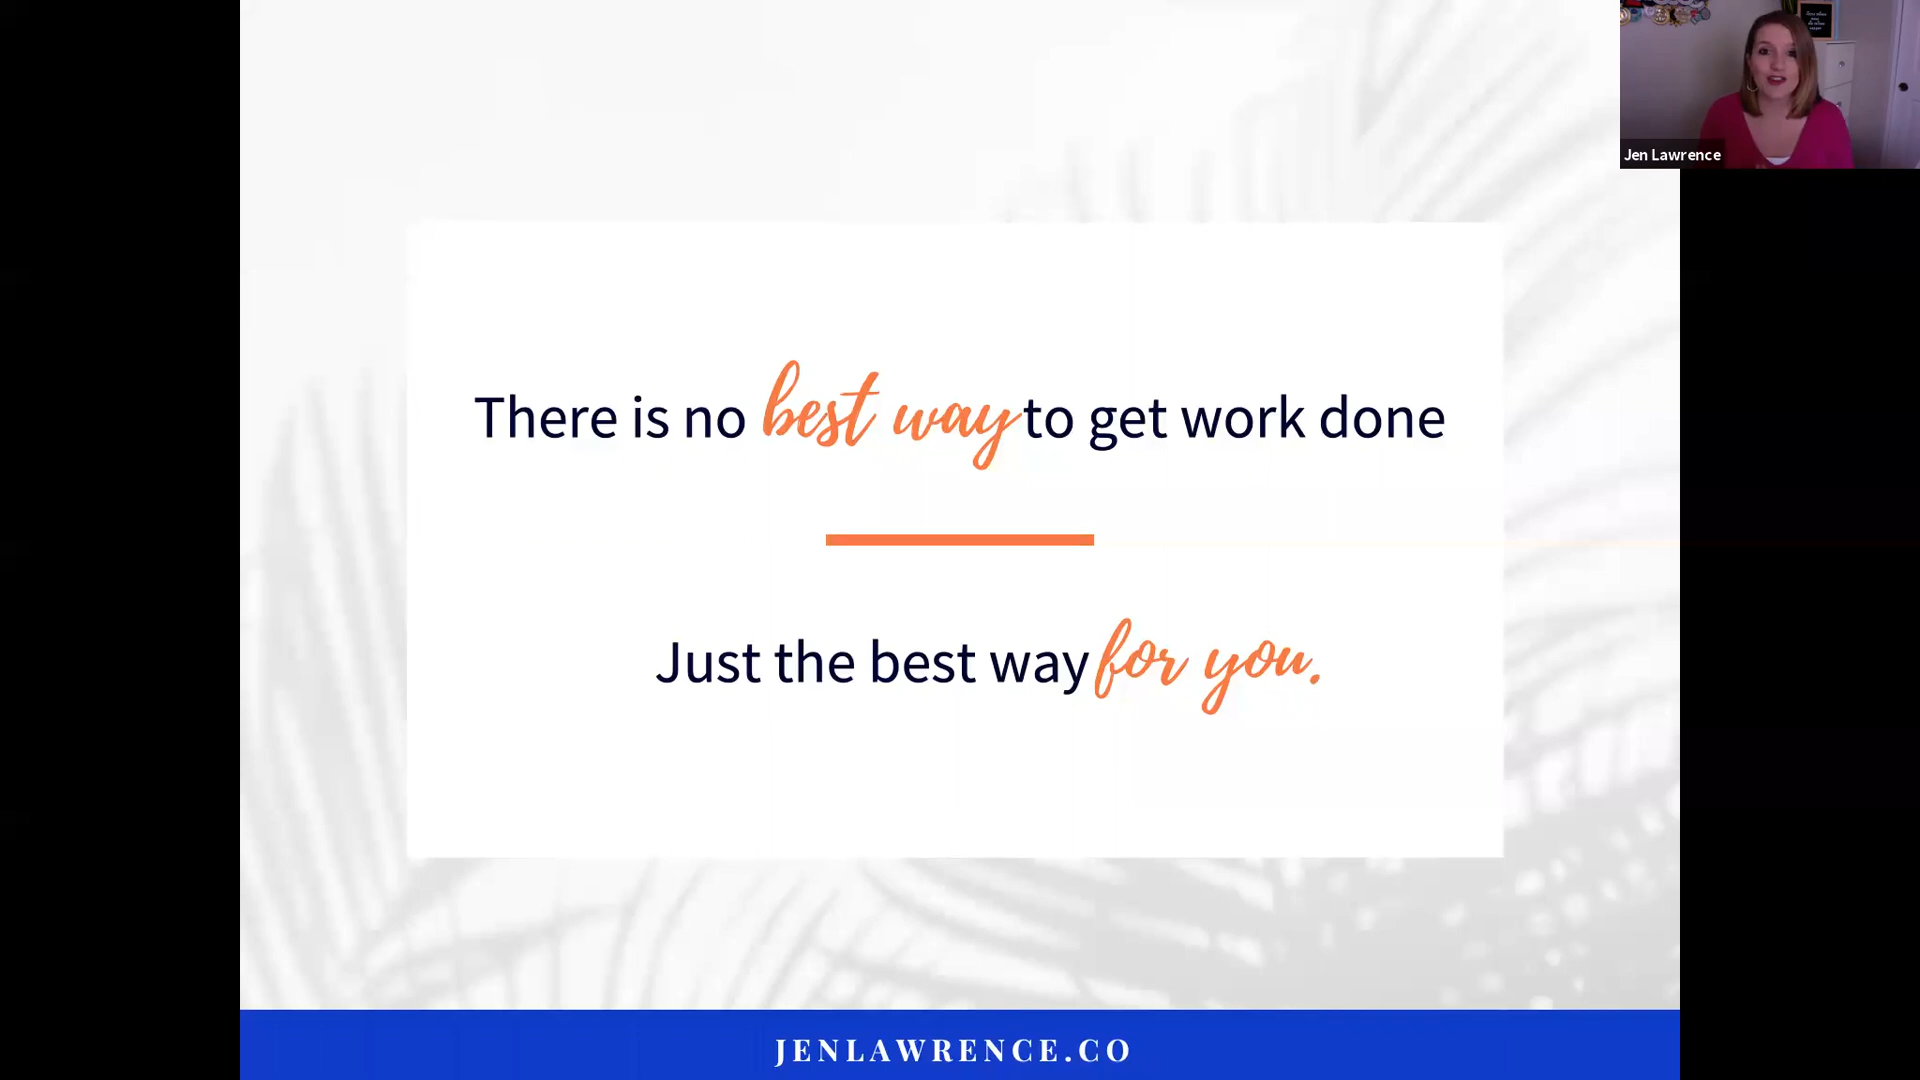 Jen Lawrence
There is no best way to get work done
Just the best way for you.
JENLAWRENCE.CO